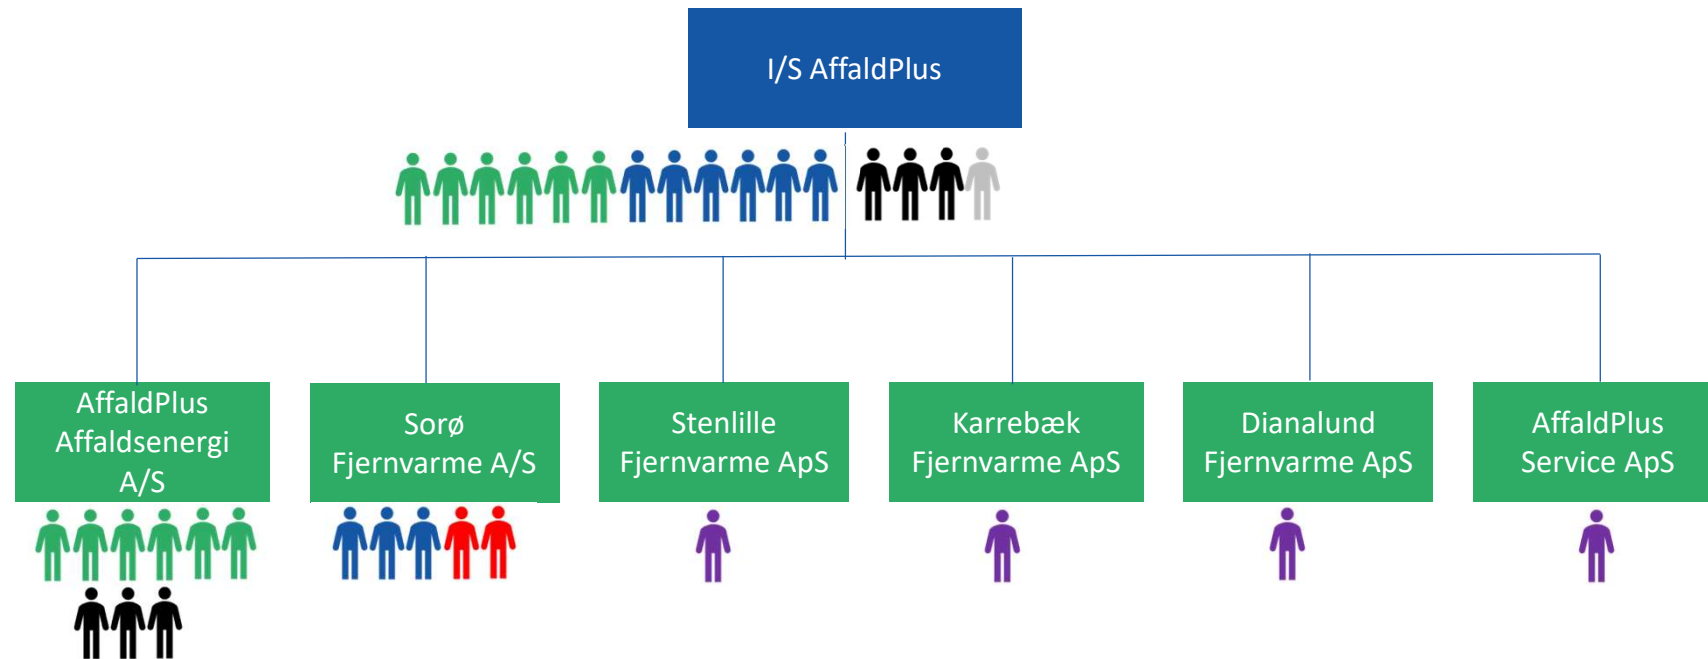 I/S AffaldPlus
AffaldPlus
Affaldsenergi
A/S
Sorø
Fjernvarme A/S
Stenlille
Fjernvarme ApS
Karrebæk
Fjernvarme ApS
Dianalund
Fjernvarme ApS
AffaldPlus
Service ApS